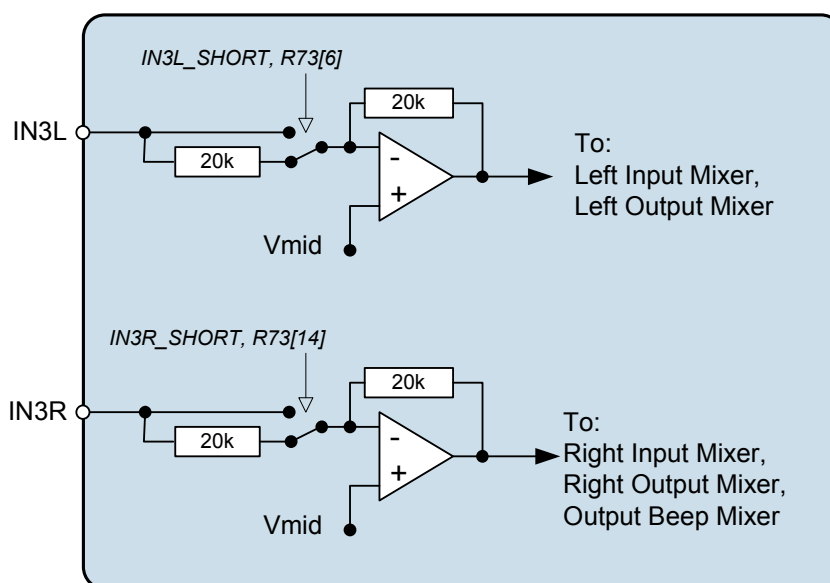 IN3L_SHORT, R73[6]
20k
IN3L
20k
-
+
To:
Left Input Mixer,
Left Output Mixer
Vmid
IN3R_SHORT, R73[14]
20k
IN3R
20k
-
+
To:
Right Input Mixer,
Right Output Mixer,
Output Beep Mixer
Vmid